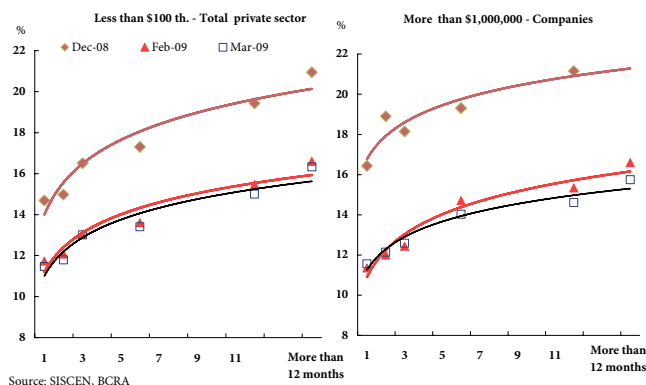 Less than $100 th. - Total private sector
%
Dec-08 Feb-09 Mar-09
22
20
18
16
14
12
10
8
1 3 5 7 9 11 More than
12 months
Source: SISCEN, BCRA
More than $1,000,000 - Companies
%
22
20
18
16
14
12
10
8
1 3 5 7 9 11 More than
12 months